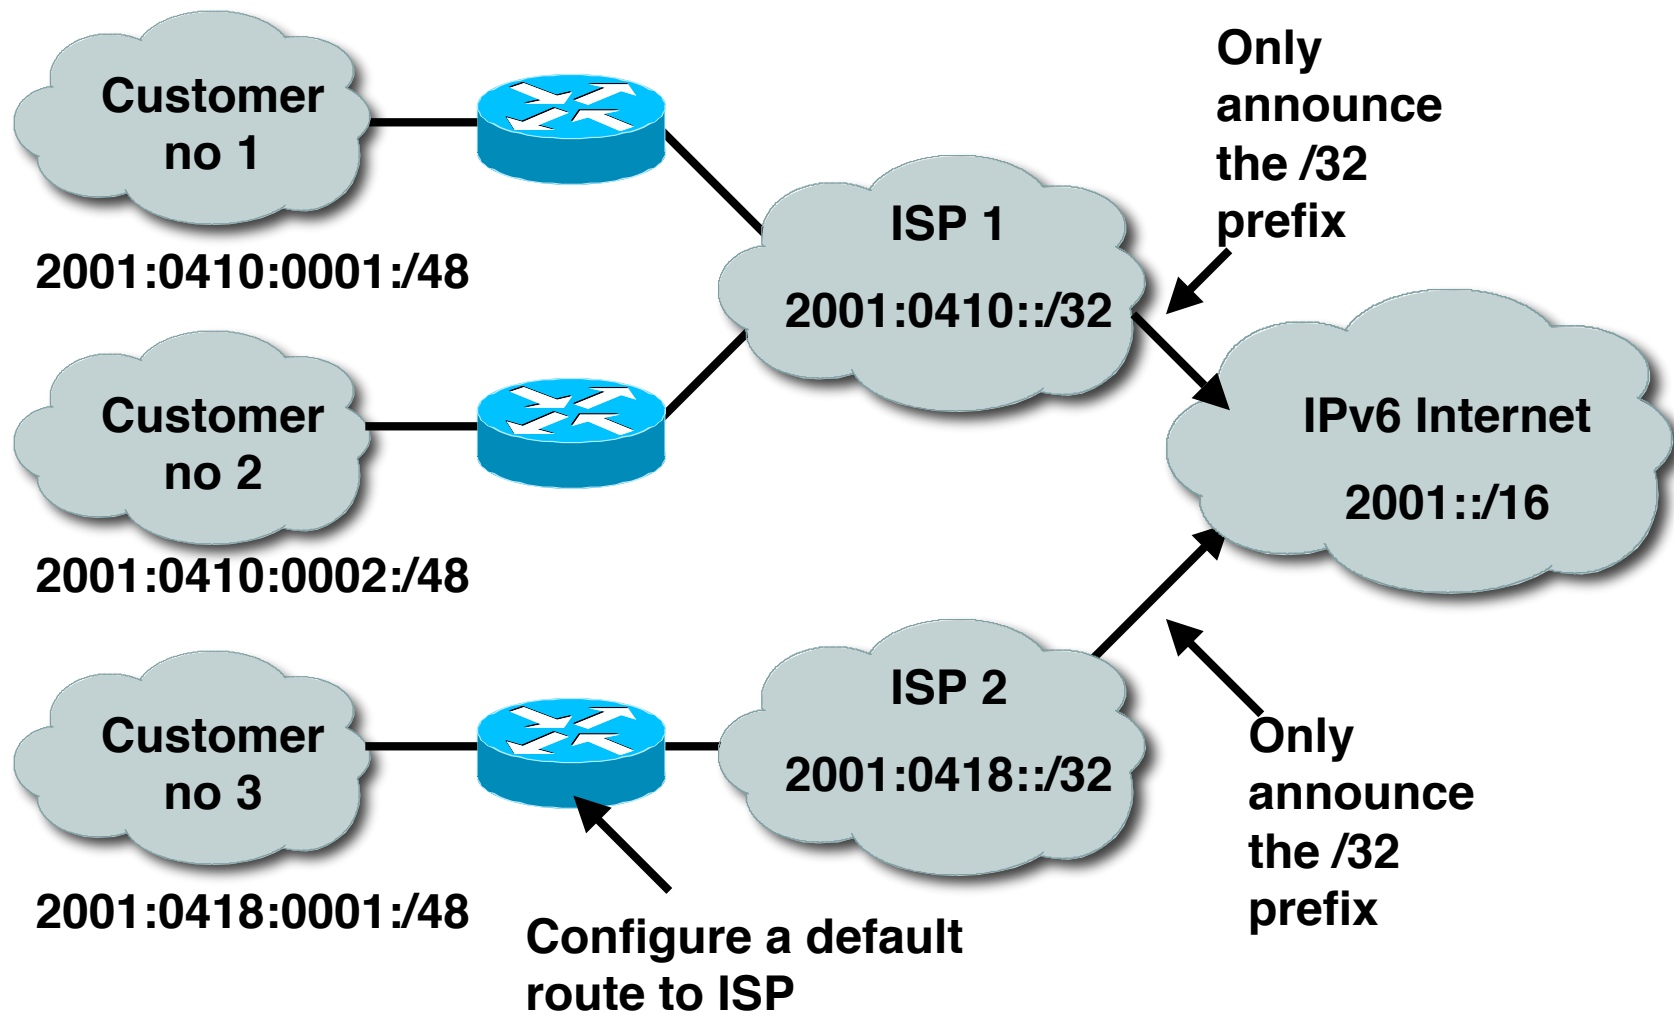 Customer
no 1
2001:0410:0001:/48
Customer
no 2
2001:0410:0002:/48
Customer
no 3
2001:0418:0001:/48
Configure a default
route to ISP
ISP 1
2001:0410::/32
ISP 2
2001:0418::/32
Only
announce
the /32
prefix
IPv6 Internet
2001::/16
Only
announce
the /32
prefix